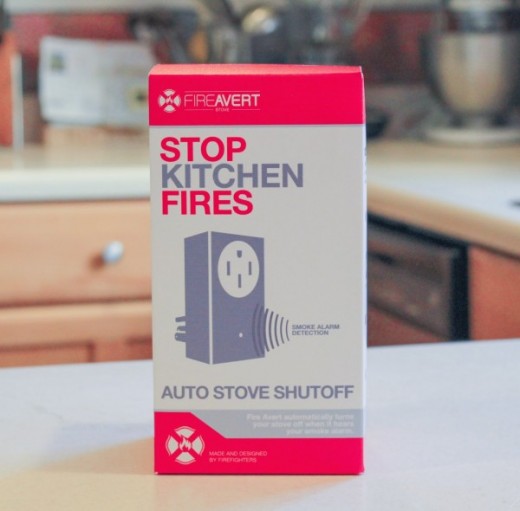 FIREAVERT
STOVE
STOP
KITCHEN
FIRES
SMOKE ALARM
DETECTION
AUTO STOVE SHUTOFF
Fire Avert automatically turns
your stove off when it hears
your smoke alarm.
MADE AND DESIGNED
BY FIREFIGHTERS